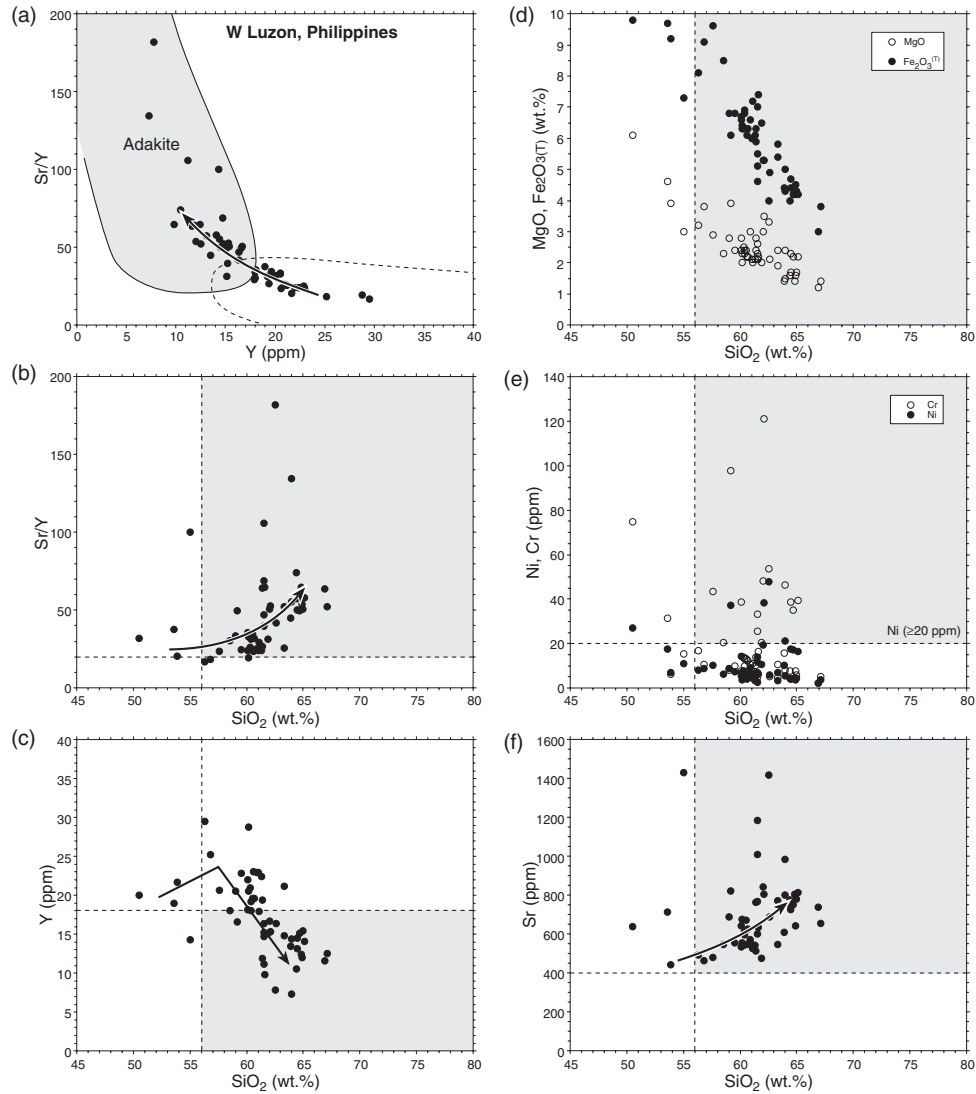 (a)
W Luzon, Philippines
Adakite
Sr/Y
200
150
100
50
0
0 5 10 15 20 25 30 35 40
Y (ppm)
(b)
Sr/Y
200
150
100
50
0
45 50 55 60 65 70 75 80
SiO2 (wt.%)
(c)
Y (ppm)
40
35
30
25
20
15
10
5
0
45 50 55 60 65 70 75 80
SiO2 (wt.%)
(d)
MgO
Fe2O3(T)
MgO, Fe2O3(T) (wt.%)
10
9
8
7
6
5
4
3
2
1
0
45 50 55 60 65 70 75 80
SiO2 (wt.%)
(e)
Cr
Ni
Ni, Cr (ppm)
140
120
100
80
60
40
20
0
Ni (≥20 ppm)
45 50 55 60 65 70 75 80
SiO2 (wt.%)
(f)
Sr (ppm)
1600
1400
1200
1000
800
600
400
200
0
45 50 55 60 65 70 75 80
SiO2 (wt.%)